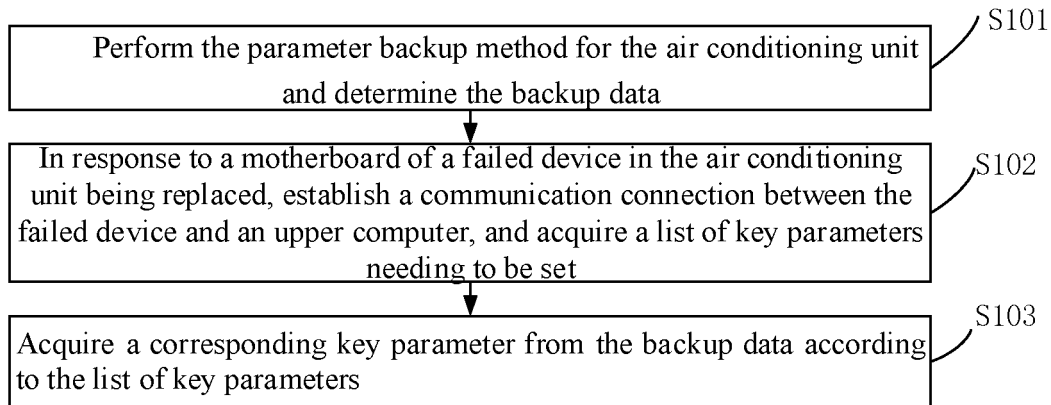 S101
Perform the parameter backup method for the air conditioning unit
and determine the backup data
S102
In response to a motherboard of a failed device in the air conditioning
unit being replaced, establish a communication connection between the
failed device and an upper computer, and acquire a list of key parameters
needing to be set
S103
Acquire a corresponding key parameter from the backup data according
to the list of key parameters